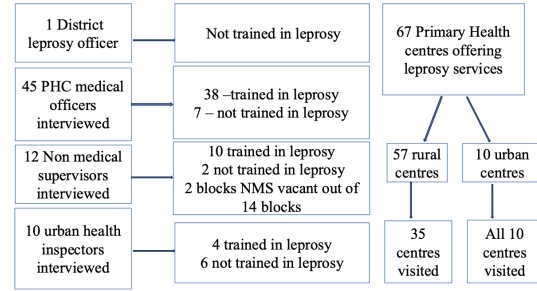 1 District
leprosy officer
Not trained in leprosy
45 PHC medical
officers
interviewed
38 –trained in leprosy
7 – not trained in leprosy
12 Non medical
supervisors
interviewed
10 trained in leprosy
2 not trained in leprosy
2 blocks NMS vacant out of
14 blocks
10 urban health
inspectors
interviewed
4 trained in leprosy
6 not trained in leprosy
67 Primary Health
centres offering
leprosy services
57 rural
centres
10 urban
centres
35
centres
visited
All 10
centres
visited